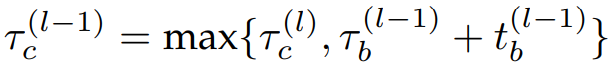 τ_c^{(l−1)} = max{τ_c^{(l)}, τ_b^{(l−1)} + t_b^{(l−1)}}